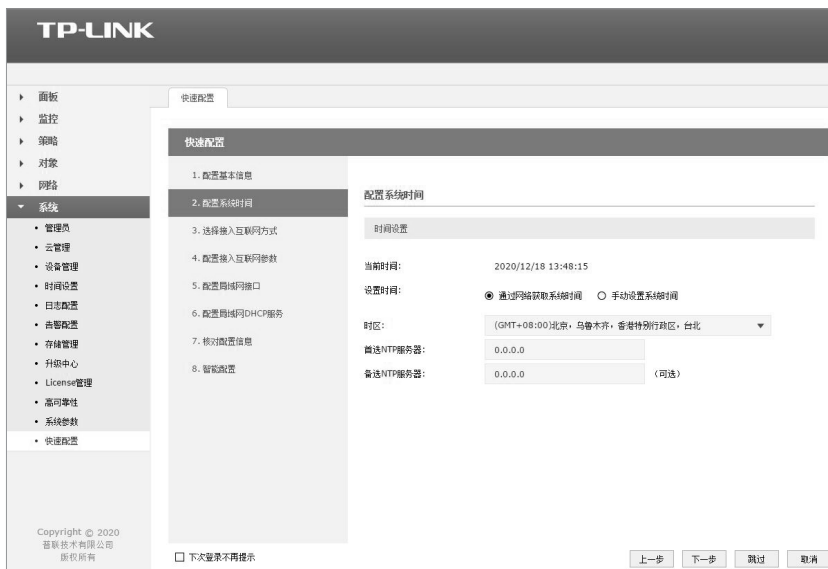 TP-LINK
面板
监控
策略
对象
网络
系统
管理员
云管理
设备管理
时间设置
日志配置
告警配置
存储管理
升级中心
License管理
高可靠性
系统参数
快速配置
Copyright © 2020
普联技术有限公司
版权所有
快速配置
快速配置
1. 配置基本信息
2. 配置系统时间
3. 选择接入互联网方式
4. 配置接入互联网参数
5. 配置局域网接口
6. 配置局域网DHCP服务
7. 核对配置信息
8. 智能配置
配置系统时间
时间设置
当前时间: 2020/12/18 13:48:15
设置时间: 通过网络获取系统时间 手动设置系统时间
时区: (GMT+08:00)北京，乌鲁木齐，香港特别行政区，台北
首选NTP服务器: 0.0.0.0
备选NTP服务器: 0.0.0.0 （可选）
下次登录不再提示
上一步 下一步 跳过 取消